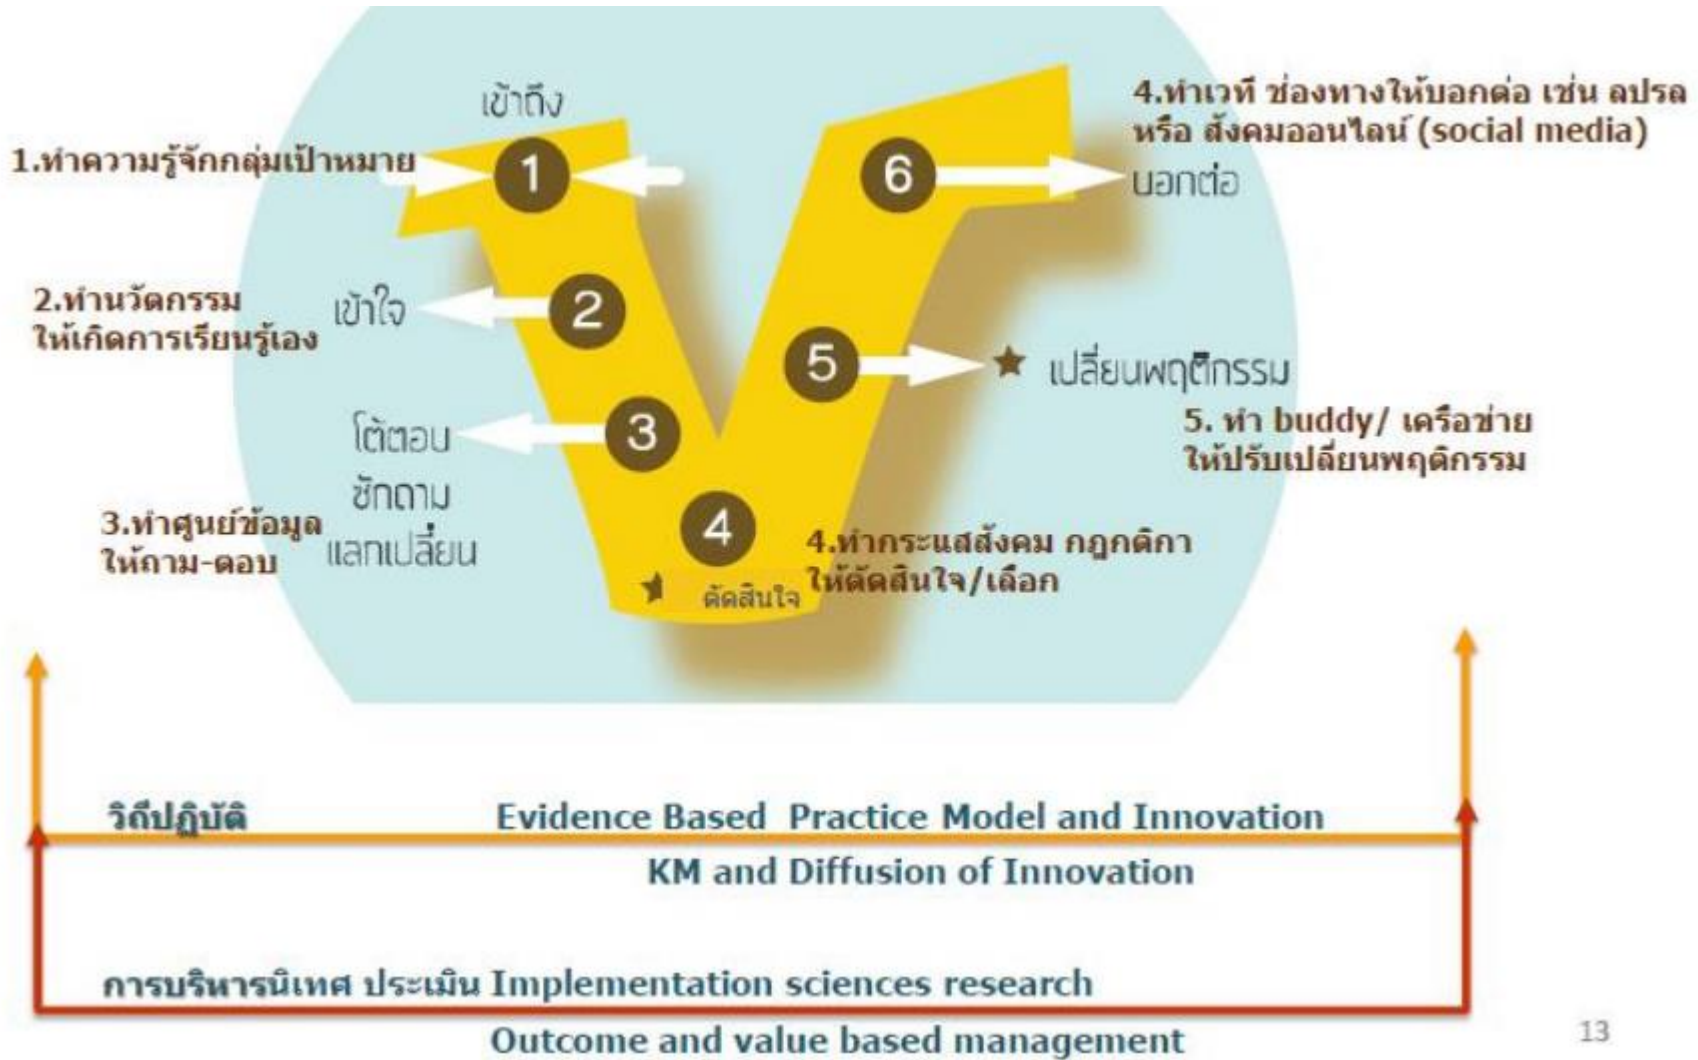 เข้าถึง
1
1.ทำความรู้จักกลุ่มเป้าหมาย
2
เข้าใจ
2.ทำนวัตกรรม
ให้เกิดการเรียนรู้เอง
3
โต้ตอบ
ซักถาม
แลกเปลี่ยน
3.ทำศูนย์ข้อมูล
ให้ถาม-ตอบ
4
ตัดสินใจ
4.ทำกระแสสังคม กฎกติกา
ให้ตัดสินใจ/เลือก
5
เปลี่ยนพฤติกรรม
5. ทำ buddy/ เครือข่าย
ให้ปรับเปลี่ยนพฤติกรรม
6
4.ทำเวที ช่องทางให้บอกต่อ เช่น ลปรล
หรือ สังคมออนไลน์ (social media)
บอกต่อ
วิถีปฏิบัติ Evidence Based Practice Model and Innovation
KM and Diffusion of Innovation
การบริหารนิเทศ ประเมิน Implementation sciences research
Outcome and value based management
13